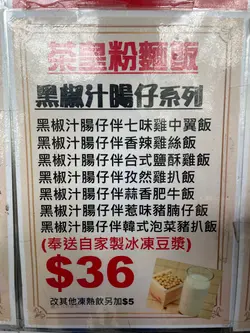 茶皇粉麵飯
黑椒汁腸仔系列
黑椒汁腸仔伴七味雞中翼飯
黑椒汁腸仔伴香辣雞絲飯
黑椒汁腸仔伴台式鹽酥雞飯
黑椒汁腸仔伴孜然雞扒飯
黑椒汁腸仔伴蒜香肥牛飯
黑椒汁腸仔伴惹味豬腩仔飯
黑椒汁腸仔伴韓式泡菜豬扒飯
(奉送自家製冰凍豆漿)
$36
改其他凍熱飲另加$5